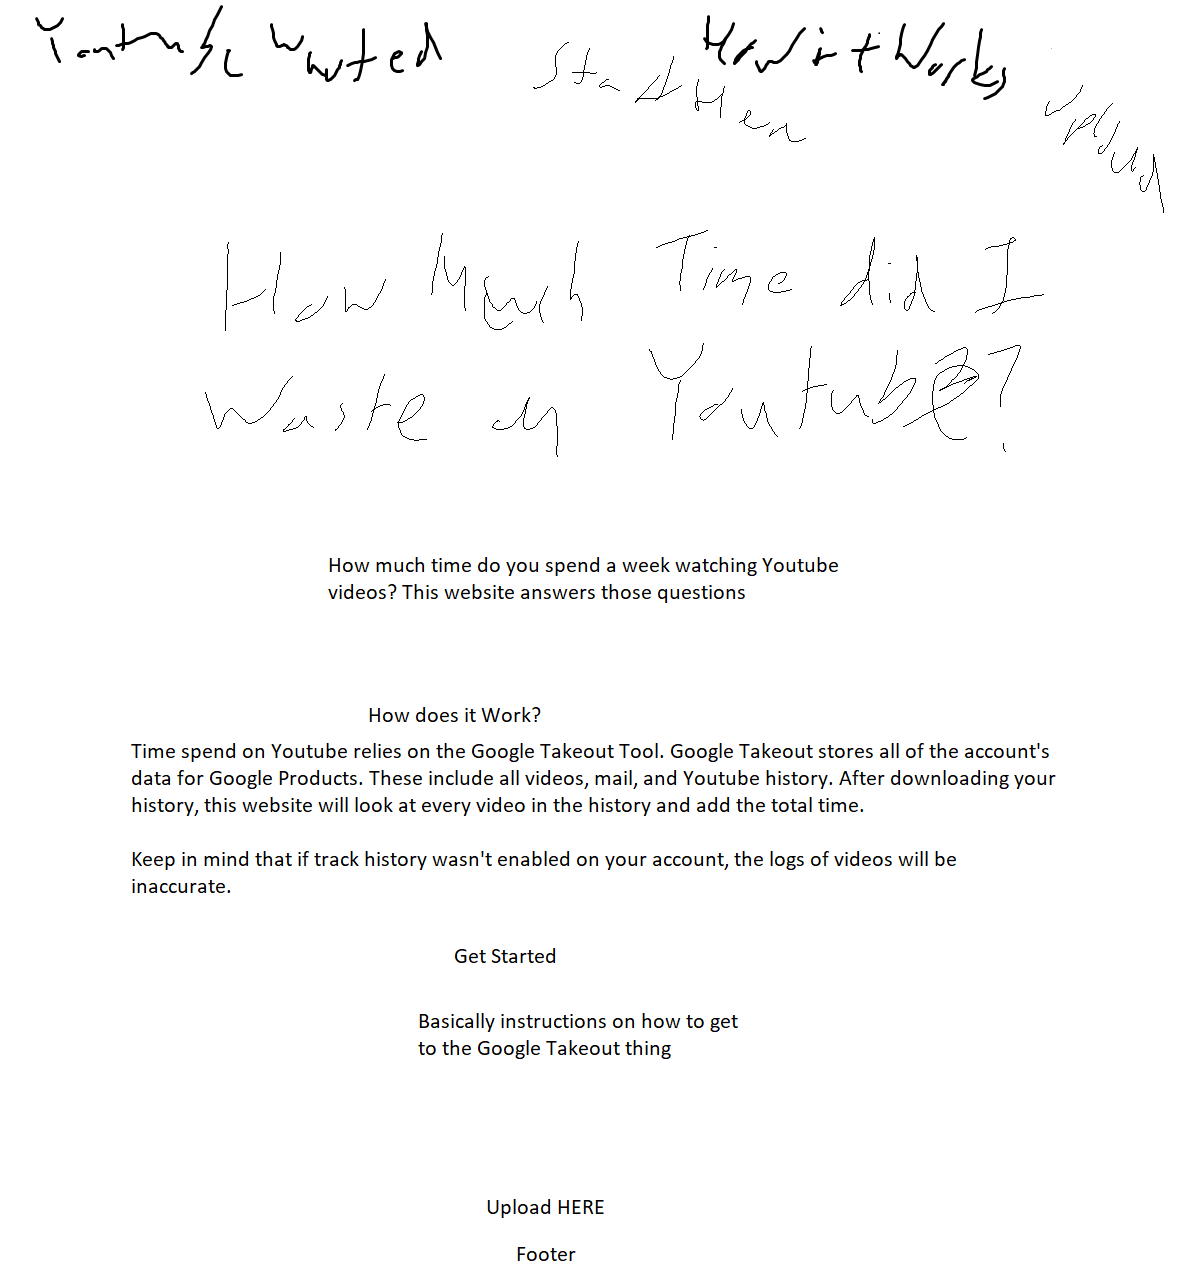 Youtube Wasted
How it Works
Start Here
Upload
How Much Time did I
Waste on Youtube?
How much time do you spend a week watching Youtube
videos? This website answers those questions
How does it Work?
Time spend on Youtube relies on the Google Takeout Tool. Google Takeout stores all of the account's
data for Google Products. These include all videos, mail, and Youtube history. After downloading your
history, this website will look at every video in the history and add the total time.
Keep in mind that if track history wasn't enabled on your account, the logs of videos will be
inaccurate.
Get Started
Basically instructions on how to get
to the Google Takeout thing
Upload HERE
Footer